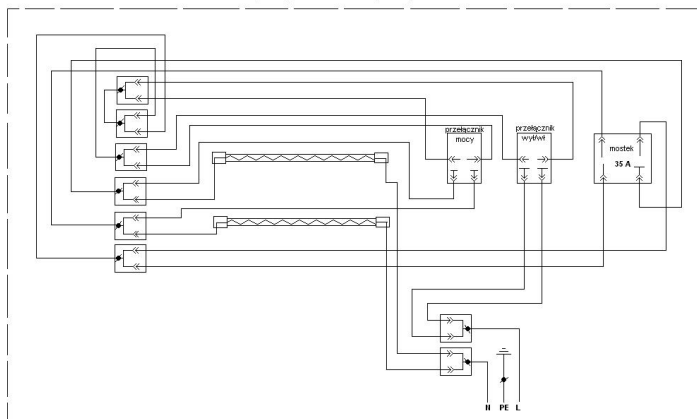 przełącznik
mocy
przełącznik
wył/wł
mostek
35 A
N PE L